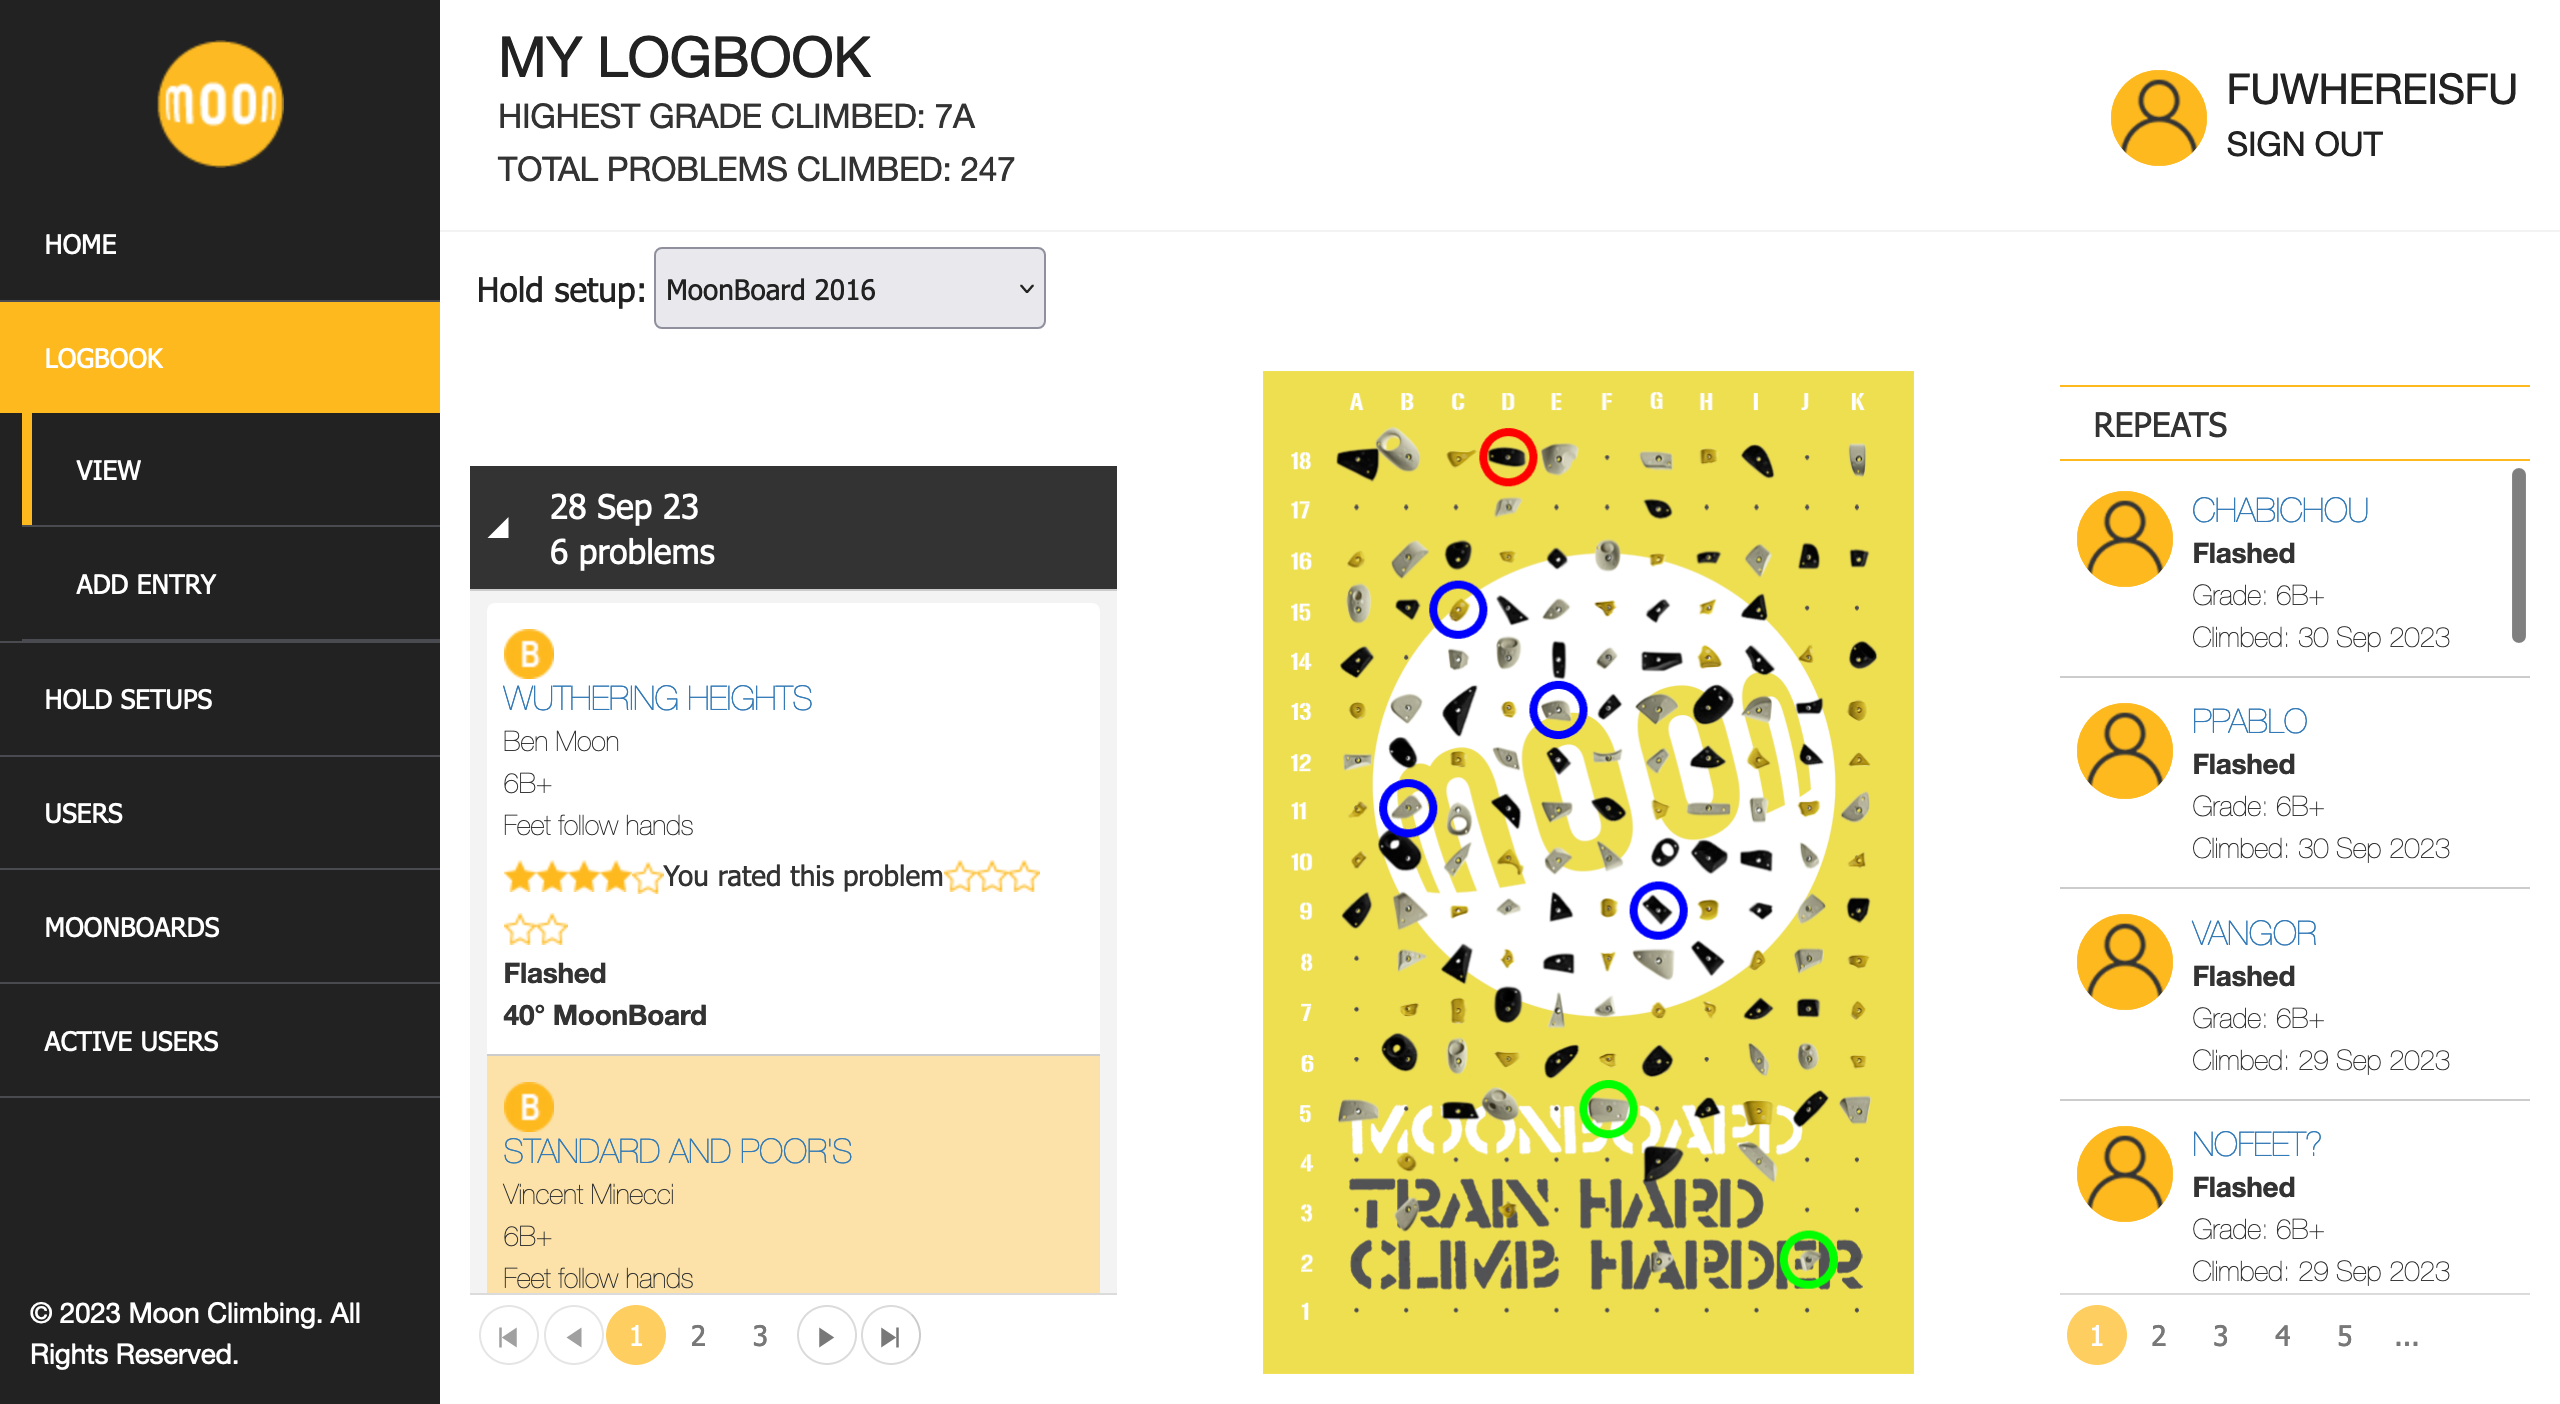 moon
HOME
LOGBOOK
VIEW
ADD ENTRY
HOLD SETUPS
USERS
MOONBOARDS
ACTIVE USERS
© 2023 Moon Climbing. All
Rights Reserved.
MY LOGBOOK
HIGHEST GRADE CLIMBED: 7A
TOTAL PROBLEMS CLIMBED: 247
FUWHEREISFU
SIGN OUT
Hold setup: MoonBoard 2016
28 Sep 23
6 problems
B
WUTHERING HEIGHTS
Ben Moon
6B+
Feet follow hands
You rated this problem
Flashed
40° MoonBoard
B
STANDARD AND POOR'S
Vincent Minecci
6B+
Feet follow hands
1 2 3
A B C D E F G H I J K
18
17
16
15
14
13
12
11
10
9
8
7
6
5
4
3
2
1
moon
MOONBOARD
TRAIN HARD
CLIMB HARDER
REPEATS
CHABICHOU
Flashed
Grade: 6B+
Climbed: 30 Sep 2023
PPABLO
Flashed
Grade: 6B+
Climbed: 30 Sep 2023
VANGOR
Flashed
Grade: 6B+
Climbed: 29 Sep 2023
NOFEET?
Flashed
Grade: 6B+
Climbed: 29 Sep 2023
1 2 3 4 5 ...